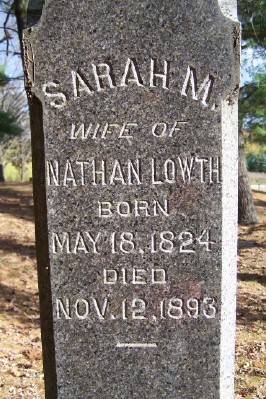 SARAH M.
WIFE OF
NATHAN LOWTH
BORN
MAY 18, 1824
DIED
NOV. 12, 1893